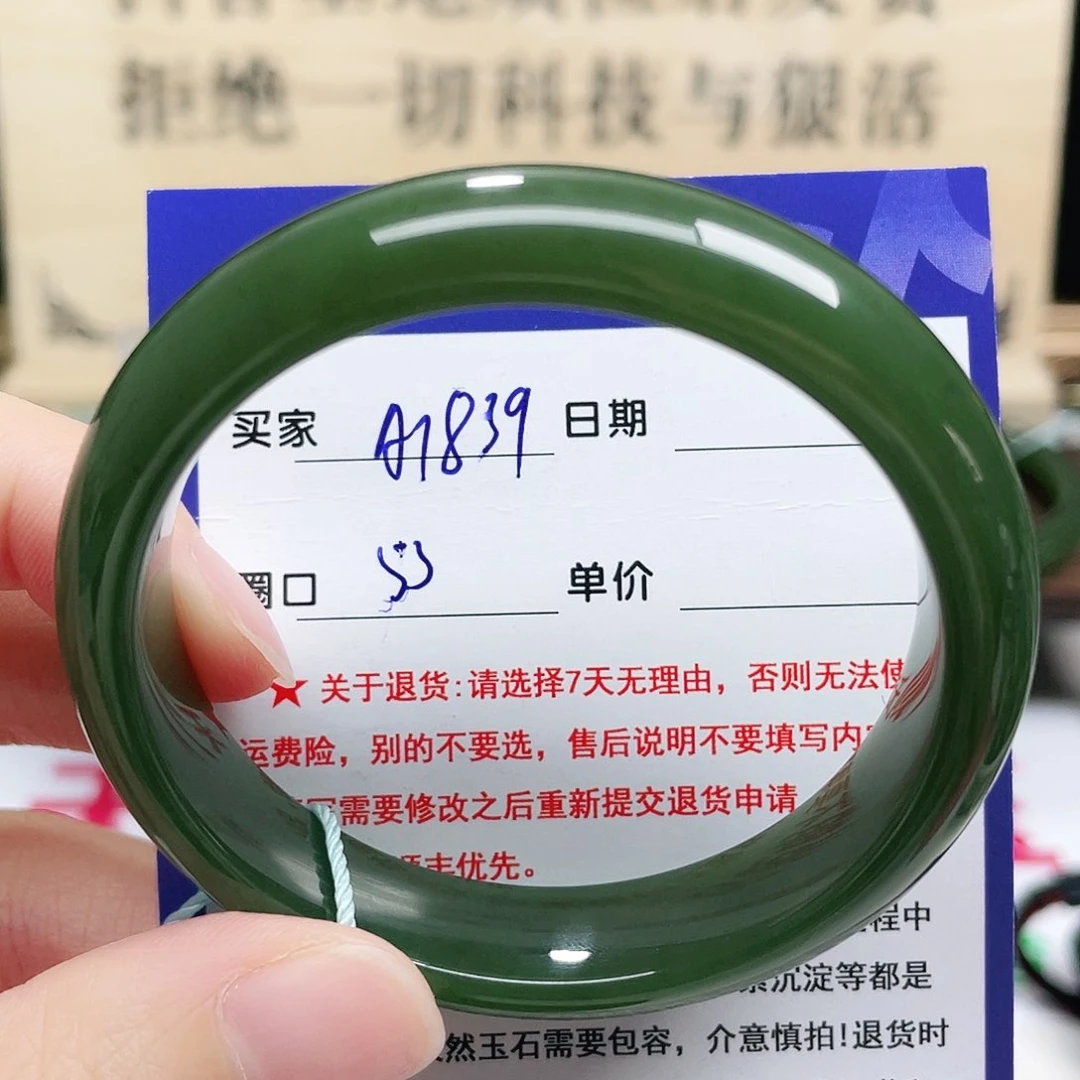 拒绝一切科技与狠活
买家 A1839 日期
圈口 53 单价
★关于退货:请选择7天无理由，否则无法使
运费险，别的不要选，售后说明不要填写内
需要修改之后重新提交退货申请
优先。
程中
沉淀等都是
然玉石需要包容，介意慎拍!退货时